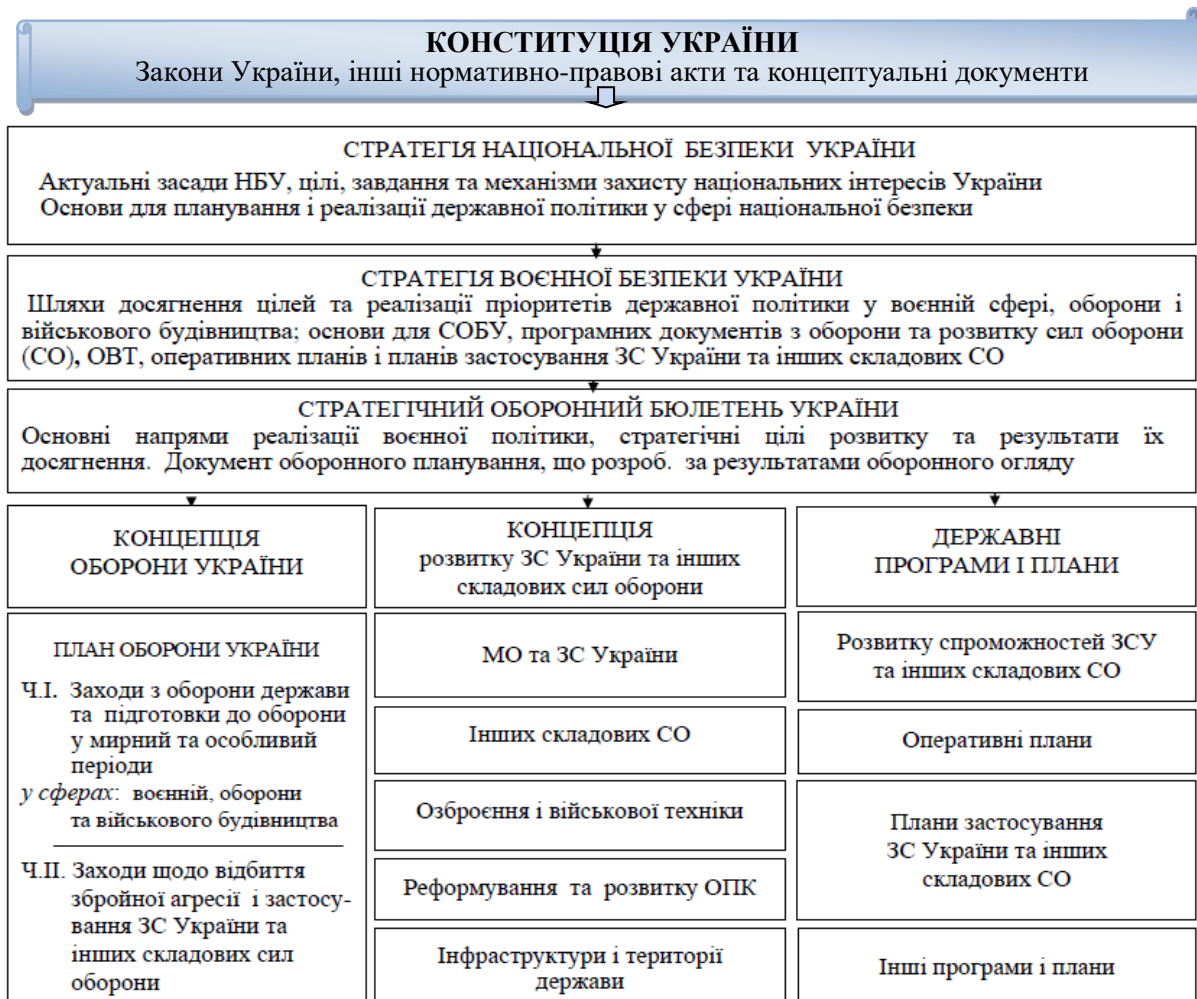 КОНСТИТУЦІЯ УКРАЇНИ
Закони України, інші нормативно-правові акти та концептуальні документи
СТРАТЕГІЯ НАЦІОНАЛЬНОЇ БЕЗПЕКИ УКРАЇНИ
Актуальні засади НБУ, цілі, завдання та механізми захисту національних інтересів України
Основи для планування і реалізації державної політики у сфері національної безпеки
СТРАТЕГІЯ ВОЄННОЇ БЕЗПЕКИ УКРАЇНИ
Шляхи досягнення цілей та реалізації пріоритетів державної політики у воєнній сфері, оборони і
військового будівництва; основи для СОБУ, програмних документів з оборони та розвитку сил оборони
(СО), ОВТ, оперативних планів і планів застосування ЗС України та інших складових СО
СТРАТЕГІЧНИЙ ОБОРОННИЙ БЮЛЕТЕНЬ УКРАЇНИ
Основні напрями реалізації воєнної політики, стратегічні цілі розвитку та результати їх
досягнення. Документ оборонного планування, що розроб. за результатами оборонного огляду
КОНЦЕПЦІЯ
ОБОРОНИ УКРАЇНИ
ПЛАН ОБОРОНИ УКРАЇНИ
Ч.І. Заходи з оборони держави
та підготовки до оборони
у мирний та особливий
періоди
у сферах: воєнній, оборони
та військового будівництва
Ч.ІІ. Заходи щодо відбиття
збройної агресії і застосу-
вання ЗС України та
інших складових сил
оборони
КОНЦЕПЦІЯ
розвитку ЗС України та інших
складових сил оборони
МО та ЗС України
Інших складових СО
Озброєння і військової техніки
Реформування та розвитку ОПК
Інфраструктури і території
держави
ДЕРЖАВНІ
ПРОГРАМИ І ПЛАНИ
Розвитку спроможностей ЗСУ
та інших складових СО
Оперативні плани
Плани застосування
ЗС України та інших
складових СО
Інші програми і плани